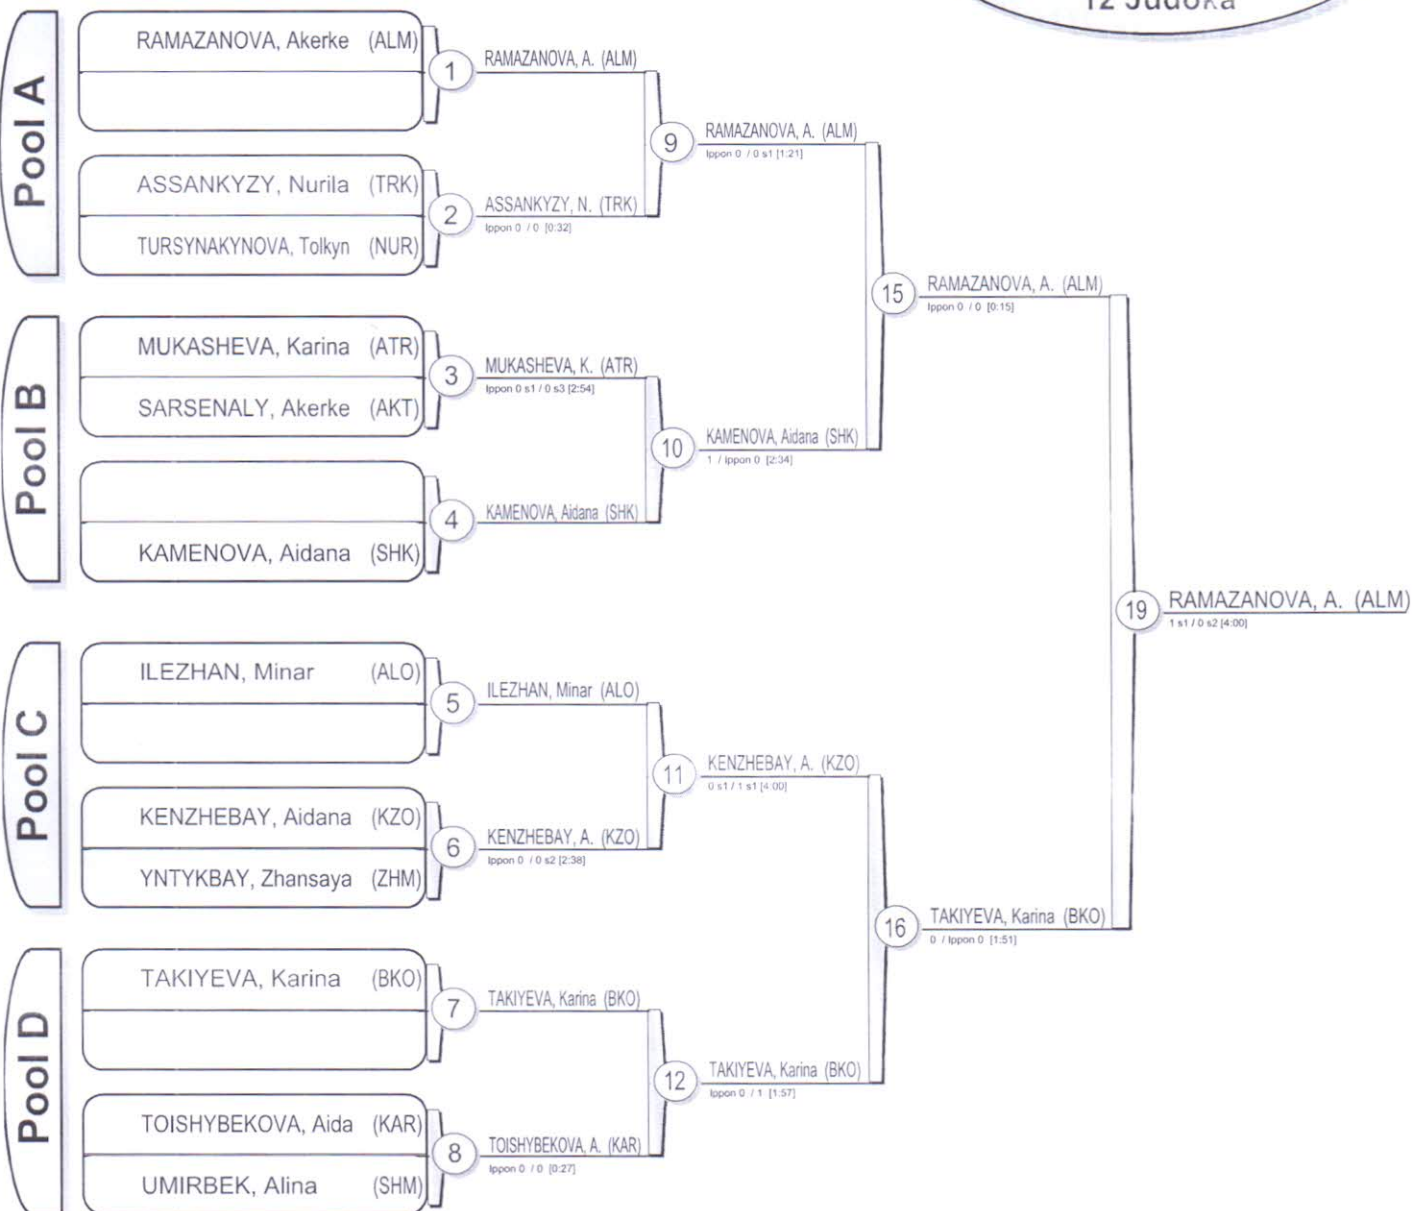 12 Judoka
Pool A
RAMAZANOVA, Akerke (ALM)
1
RAMAZANOVA, A. (ALM)
ASSANKYZY, Nurila (TRK)
TURSYNAKYNOVA, Tolkyn (NUR)
2
ASSANKYZY, N. (TRK)
Ippon 0 / 0 [0:32]
9
RAMAZANOVA, A. (ALM)
Ippon 0 / 0 s1 [1:21]
Pool B
MUKASHEVA, Karina (ATR)
SARSENALY, Akerke (AKT)
3
MUKASHEVA, K. (ATR)
Ippon 0 s1 / 0 s3 [2:54]
KAMENOVA, Aidana (SHK)
4
KAMENOVA, Aidana (SHK)
10
KAMENOVA, Aidana (SHK)
1 / Ippon 0 [2:34]
15
RAMAZANOVA, A. (ALM)
Ippon 0 / 0 [0:15]
Pool C
ILEZHAN, Minar (ALO)
5
ILEZHAN, Minar (ALO)
KENZHEBAY, Aidana (KZO)
YNTYKBAY, Zhansaya (ZHM)
6
KENZHEBAY, A. (KZO)
Ippon 0 / 0 s2 [2:38]
11
KENZHEBAY, A. (KZO)
0 s1 / 1 s1 [4:00]
Pool D
TAKIYEVA, Karina (BKO)
7
TAKIYEVA, Karina (BKO)
TOISHYBEKOVA, Aida (KAR)
UMIRBEK, Alina (SHM)
8
TOISHYBEKOVA, A. (KAR)
Ippon 0 / 0 [0:27]
12
TAKIYEVA, Karina (BKO)
Ippon 0 / 1 [1:57]
16
TAKIYEVA, Karina (BKO)
0 / Ippon 0 [1:51]
19
RAMAZANOVA, A. (ALM)
1 s1 / 0 s2 [4:00]